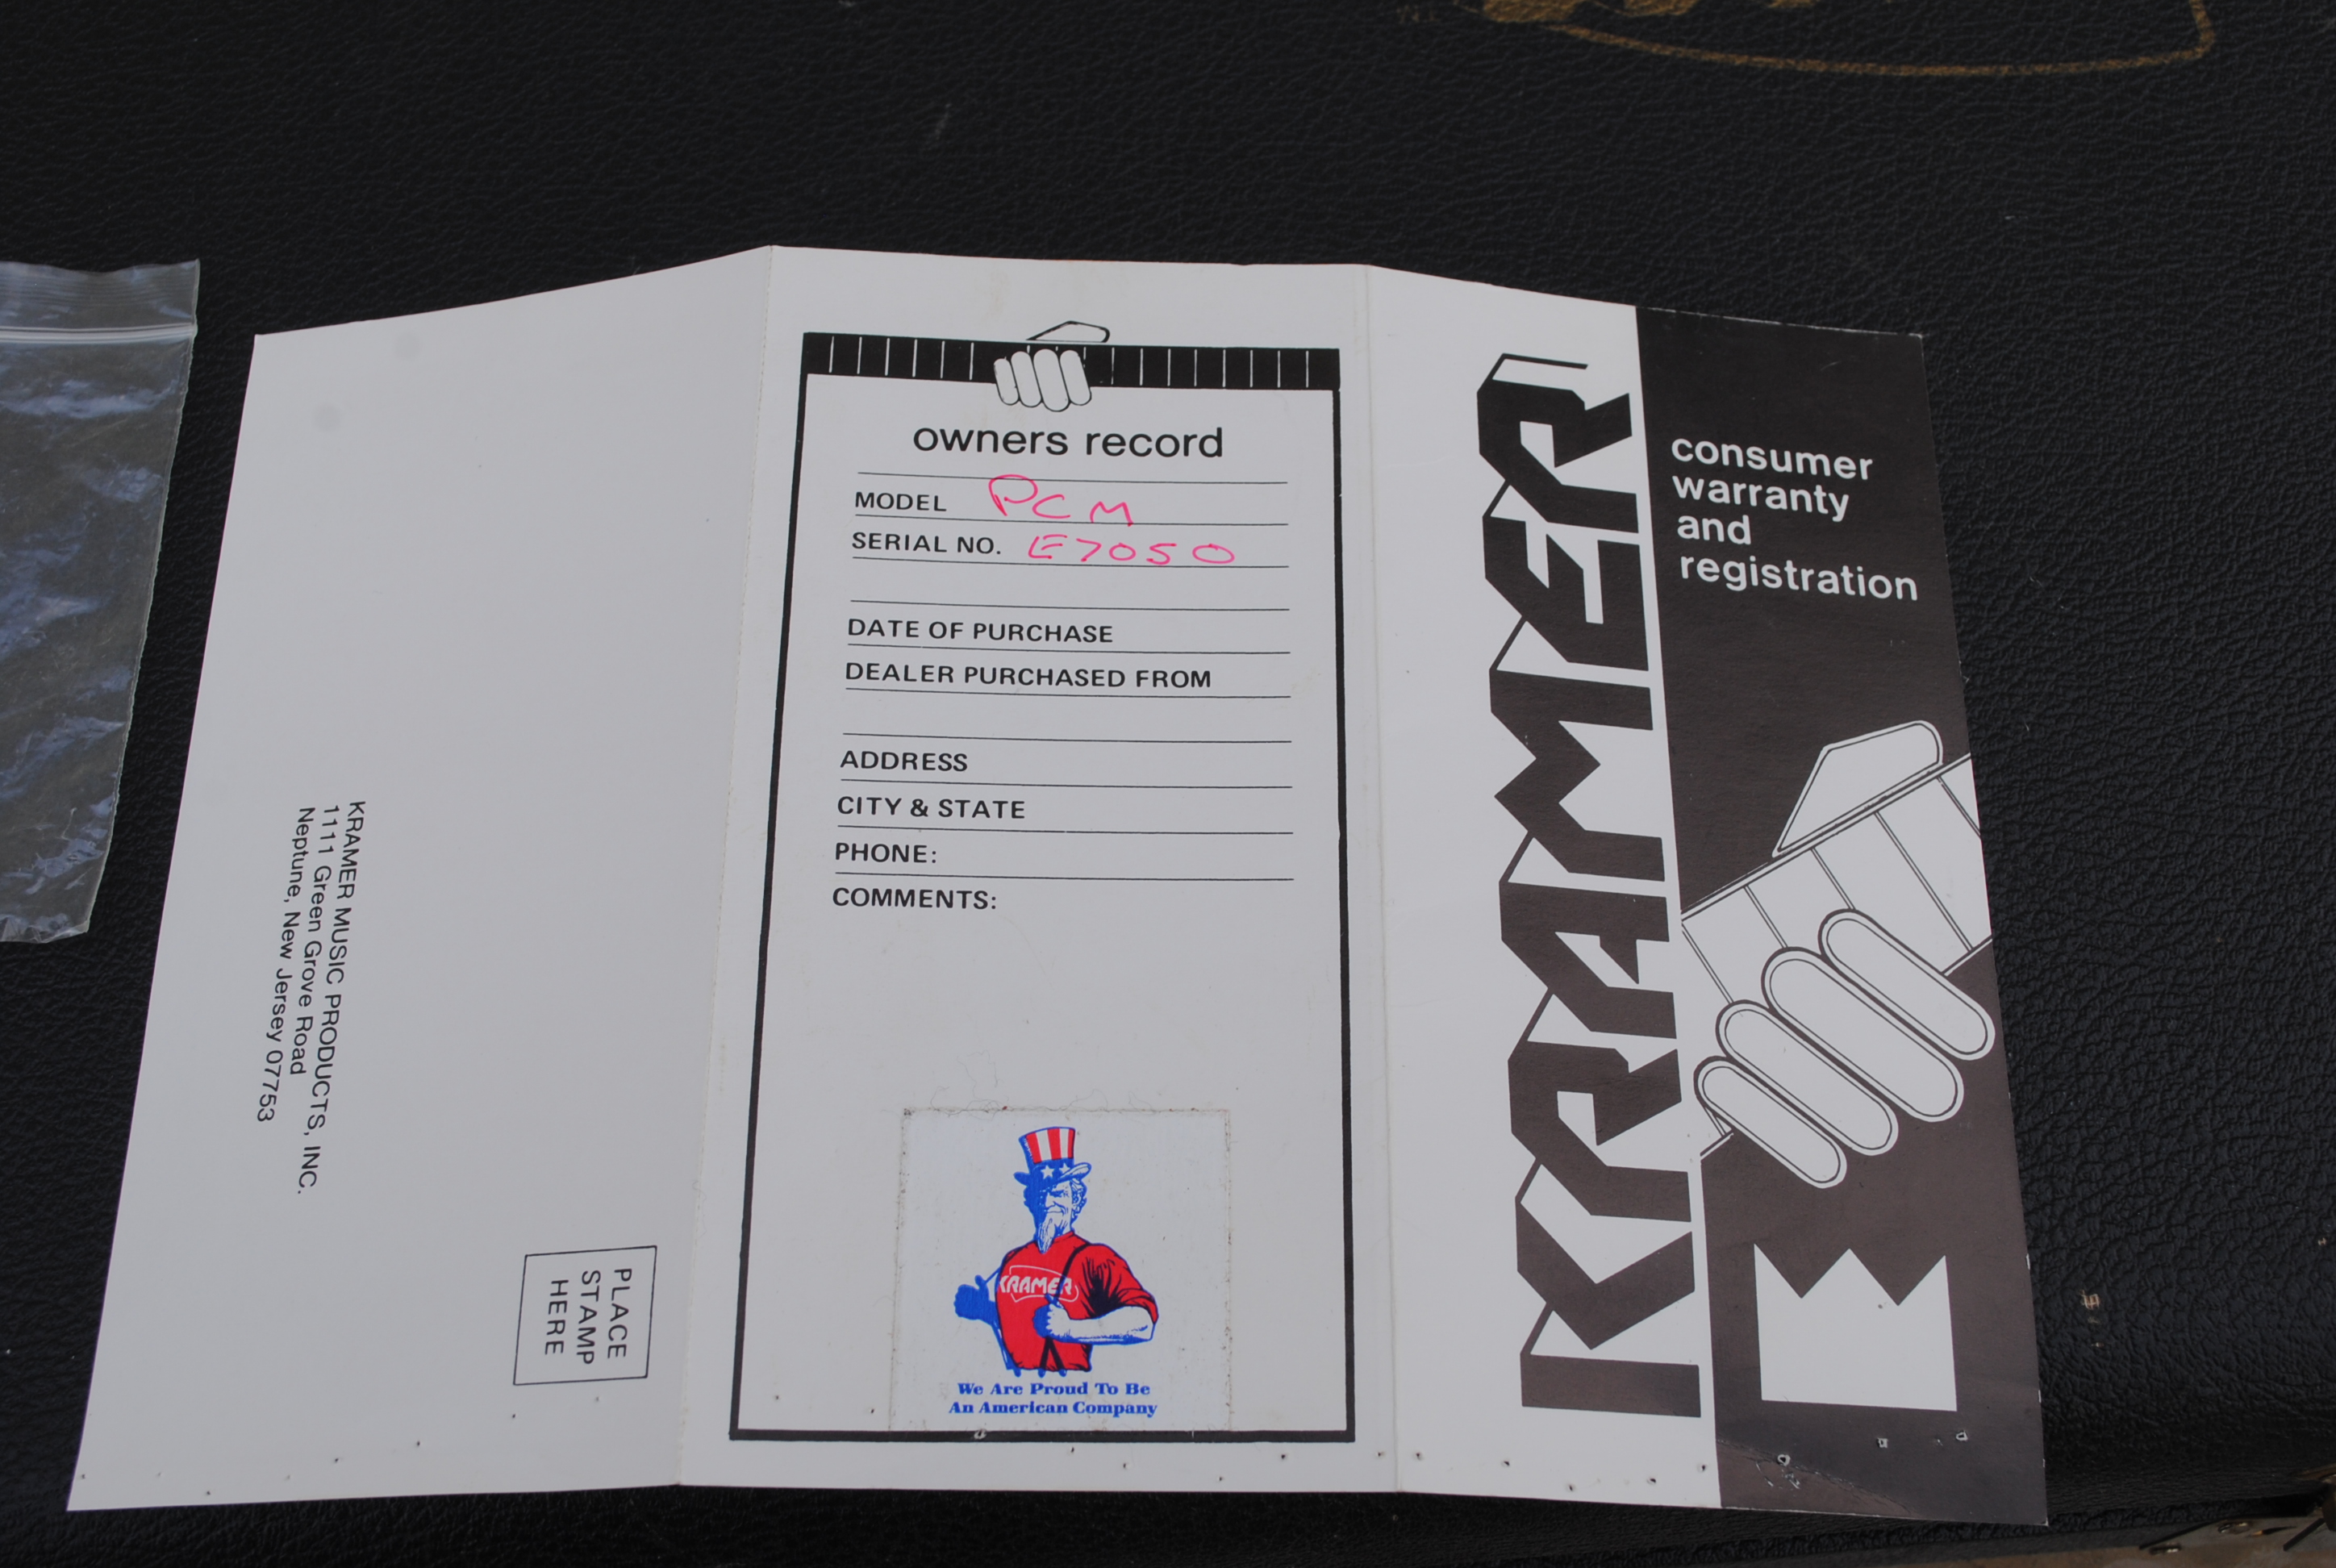 KRAMER MUSIC PRODUCTS, INC.
1111 Green Grove Road
Neptune, New Jersey 07753
PLACE
STAMP
HERE
owners record
MODEL PCM
SERIAL NO. E7050
DATE OF PURCHASE
DEALER PURCHASED FROM
ADDRESS
CITY & STATE
PHONE:
COMMENTS:
KRAMER
We Are Proud To Be
An American Company
KRAMER
consumer
warranty
and
registration